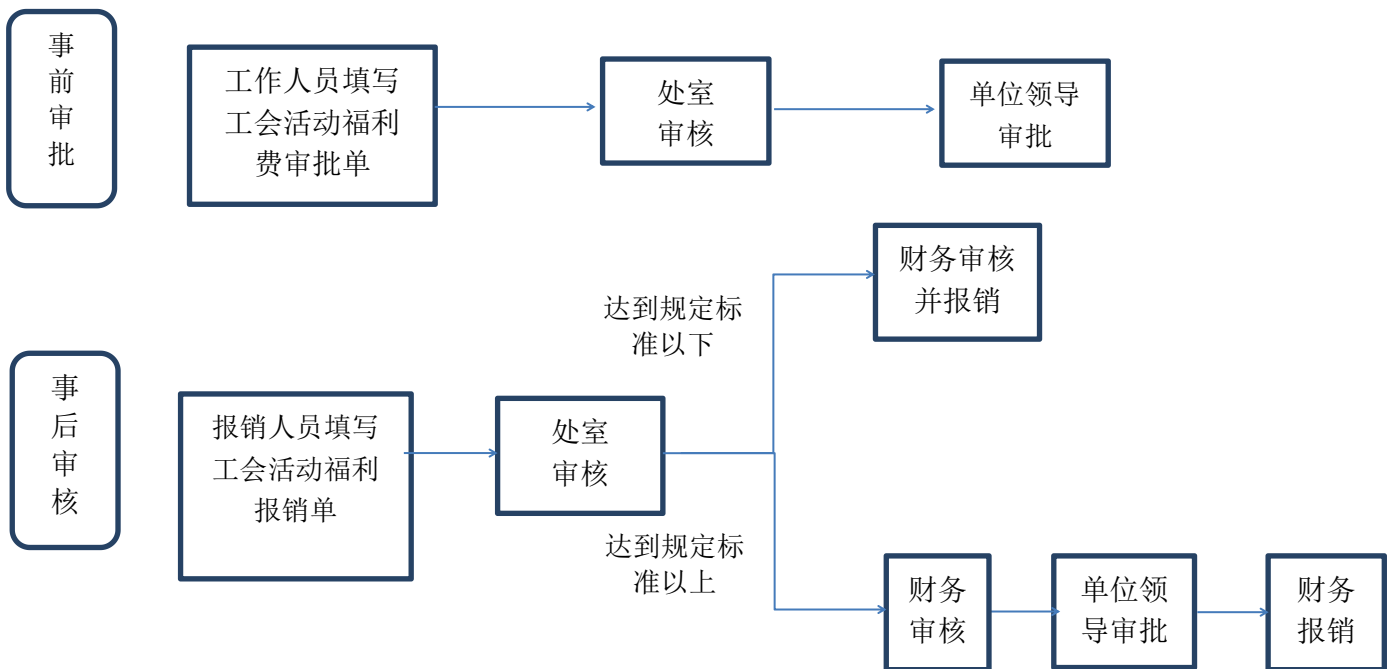 事
前
审
批
工作人员填写
工会活动福利
费审批单
处室
审核
单位领导
审批
事
后
审
核
报销人员填写
工会活动福利
报销单
处室
审核
达到规定标
准以下
财务审核
并报销
达到规定标
准以上
财务
审核
单位领
导审批
财务
报销